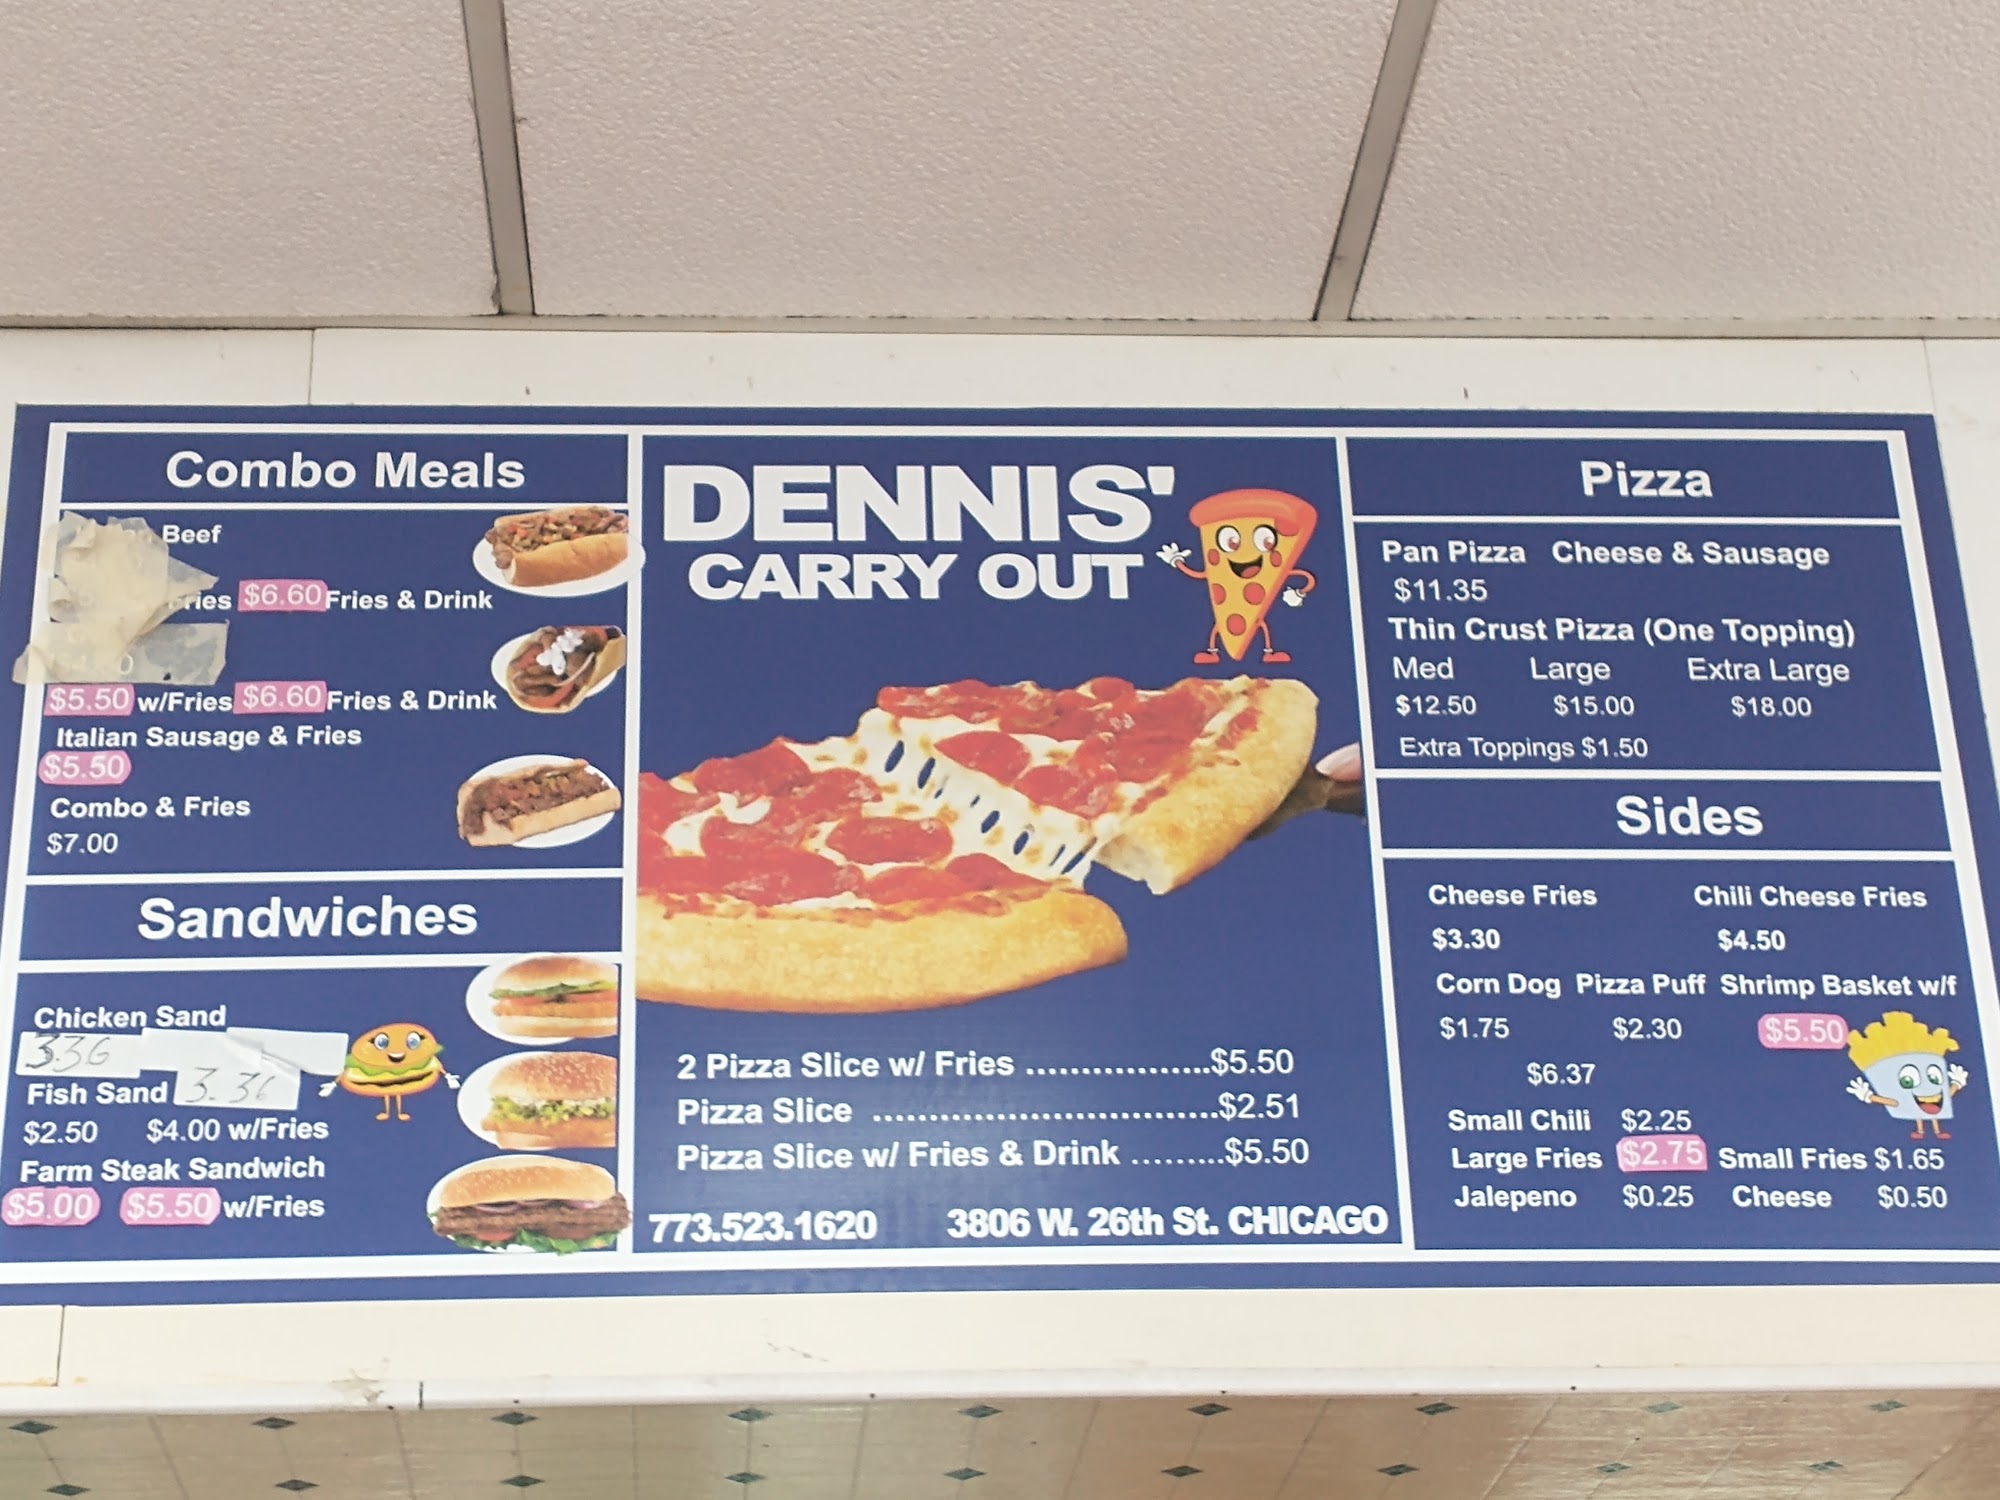 Combo Meals
Beef
Fries $6.60 Fries & Drink
$5.50 w/Fries $6.60 Fries & Drink
Italian Sausage & Fries
$5.50
Combo & Fries
$7.00
Sandwiches
Chicken Sand
3.36
Fish Sand 3.36
$2.50 $4.00 w/Fries
Farm Steak Sandwich
$5.00 $5.50 w/Fries
DENNIS'
CARRY OUT
2 Pizza Slice w/ Fries ..................$5.50
Pizza Slice ..................................$2.51
Pizza Slice w/ Fries & Drink .........$5.50
773.523.1620 3806 W. 26th St. CHICAGO
Pizza
Pan Pizza Cheese & Sausage
$11.35
Thin Crust Pizza (One Topping)
Med Large Extra Large
$12.50 $15.00 $18.00
Extra Toppings $1.50
Sides
Cheese Fries Chili Cheese Fries
$3.30 $4.50
Corn Dog Pizza Puff Shrimp Basket w/f
$1.75 $2.30 $5.50
$6.37
Small Chili $2.25
Large Fries $2.75 Small Fries $1.65
Jalepeno $0.25 Cheese $0.50